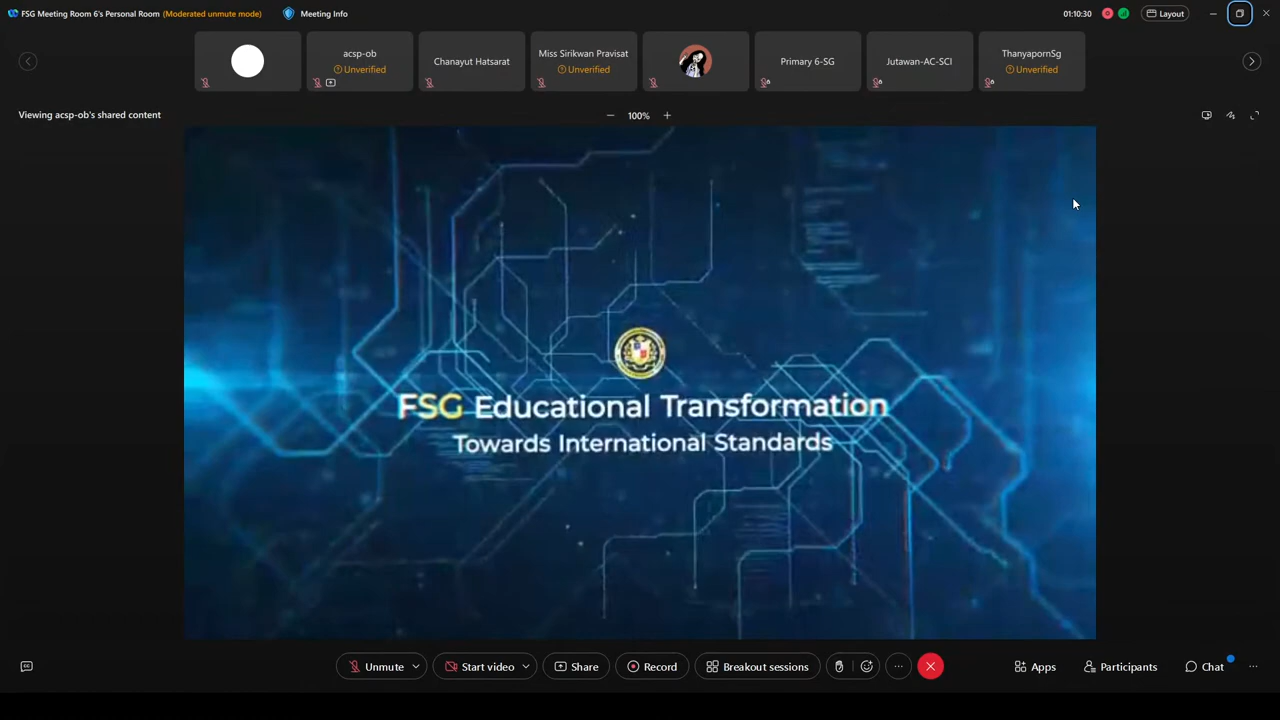 FSG Meeting Room 6's Personal Room (Moderated unmute mode) Meeting Info 01:10:30 Layout
acsp-ob
Unverified
Chanayut Hatsarat
Miss Sirikwan Pravisat
Unverified
Primary 6-SG
Jutawan-AC-SCI
ThanyapornSg
Unverified
Viewing acsp-ob's shared content
100%
FSG Educational Transformation
Towards International Standards
Unmute Start video Share Record Breakout sessions Apps Participants Chat